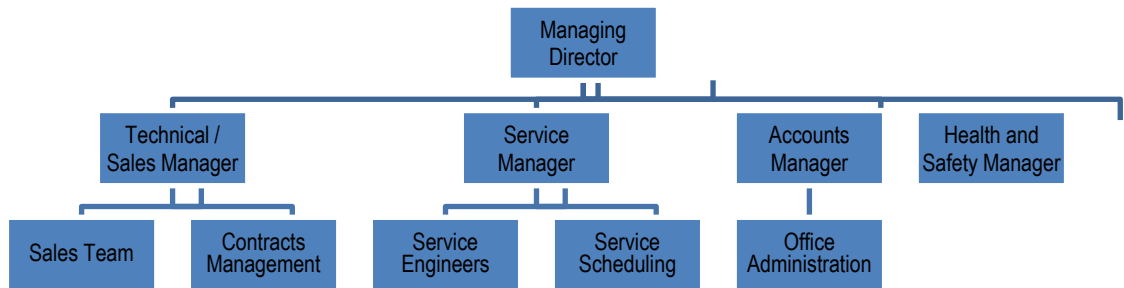 Managing
Director
Technical /
Sales Manager
Service
Manager
Accounts
Manager
Health and
Safety Manager
Sales Team
Contracts
Management
Service
Engineers
Service
Scheduling
Office
Administration